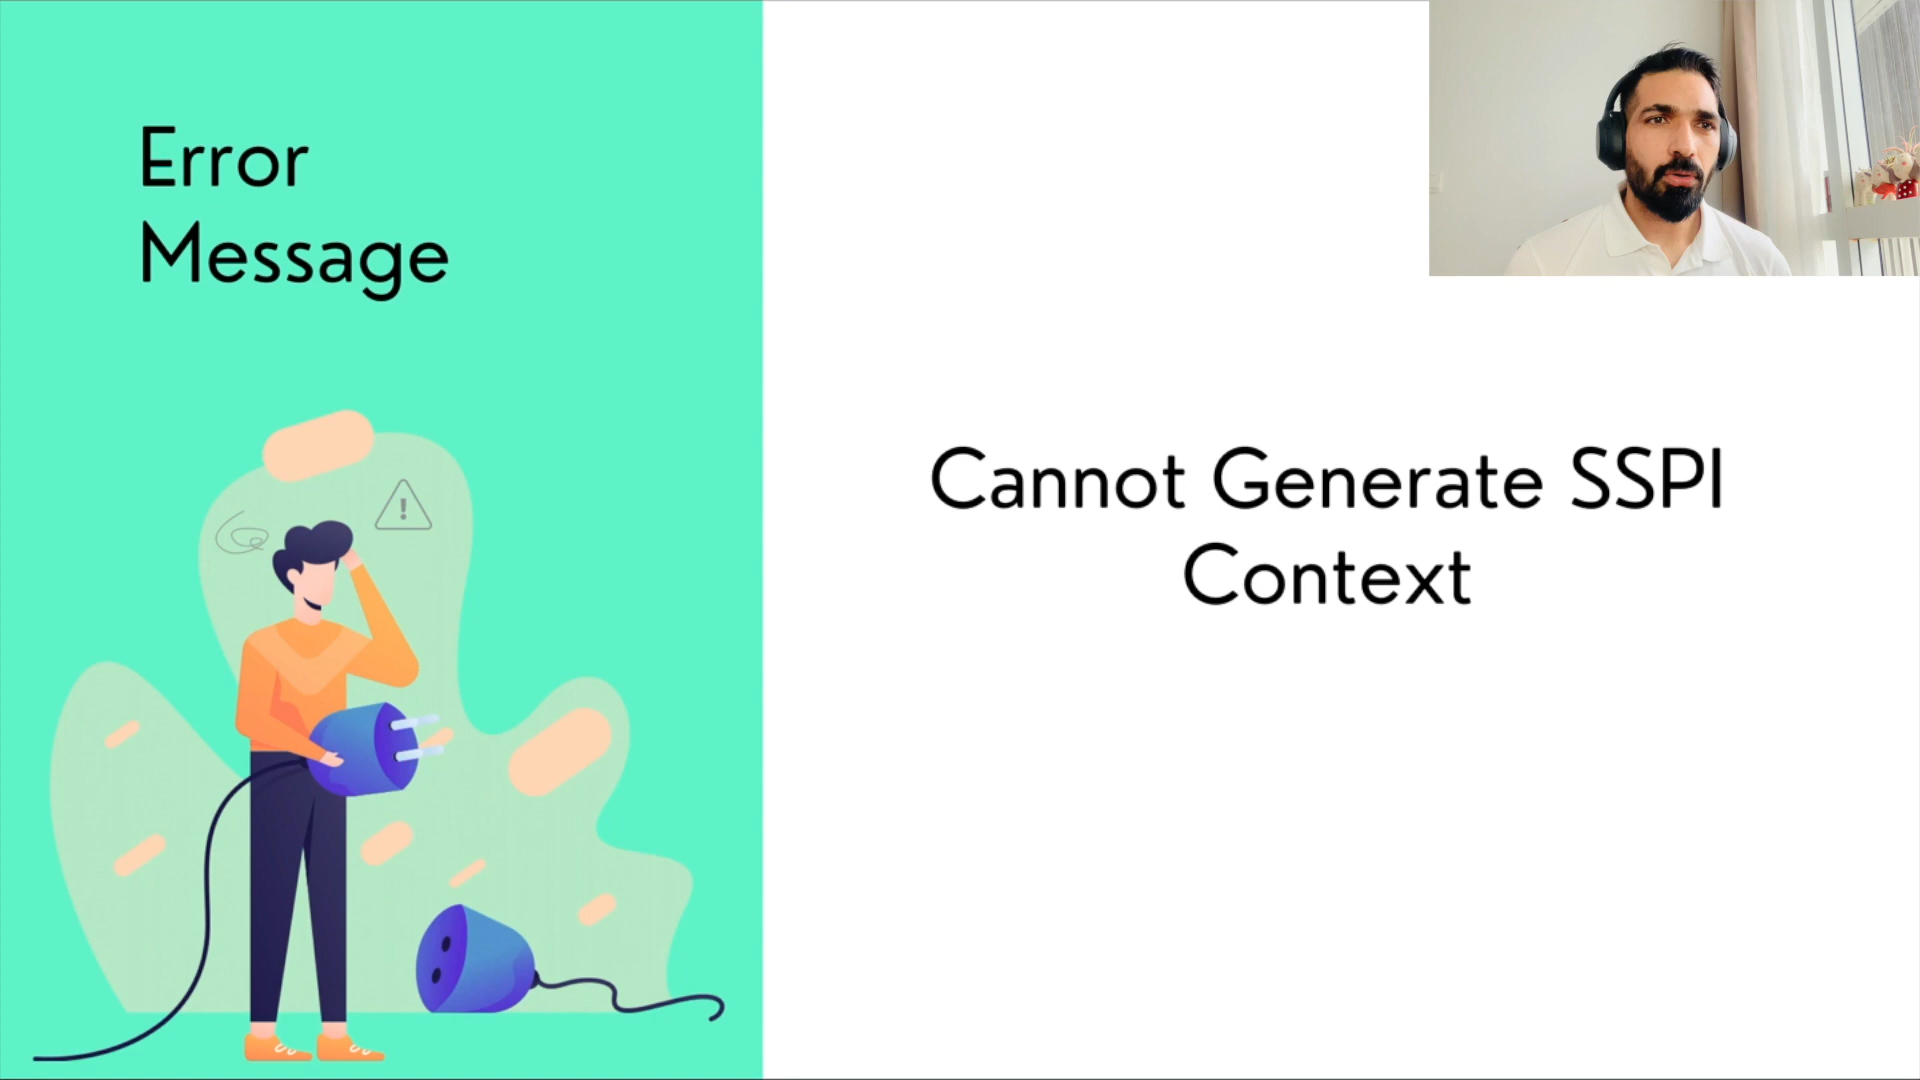 Error
Message
Cannot Generate SSPI
Context